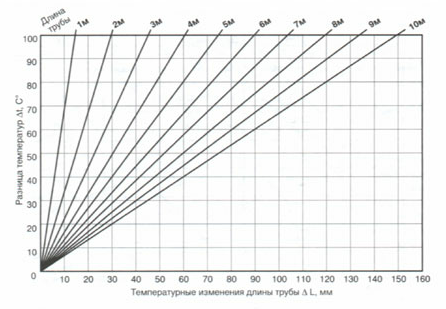 Длина
трубы 1м 2м 3м 4м 5м 6м 7м 8м 9м 10м
Разница температур Δt, С°
100
90
80
70
60
50
40
30
20
10
0
0 10 20 30 40 50 60 70 80 90 100 110 120 130 140 150 160
Температурные изменения длины трубы Δ L, мм